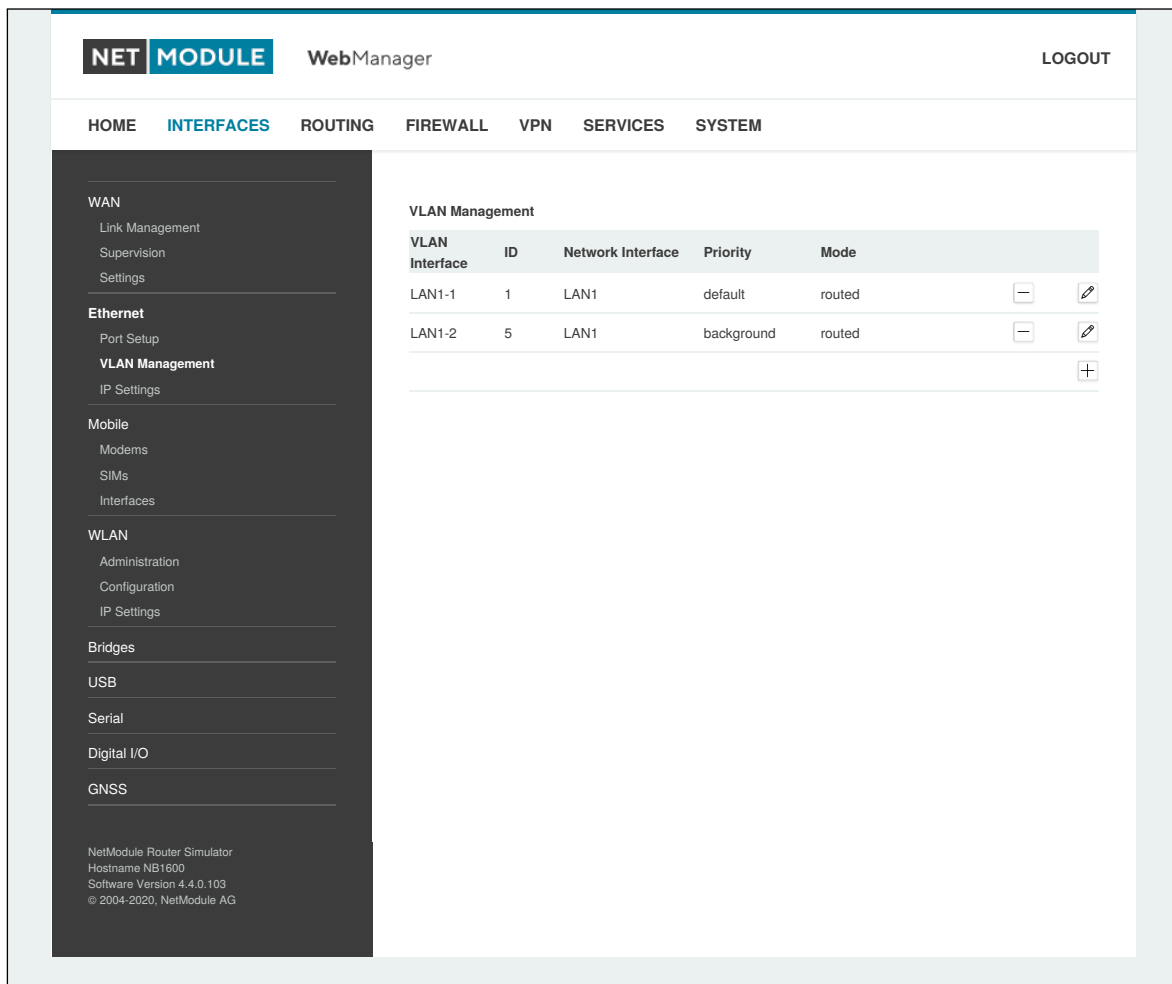 NET MODULE WebManager LOGOUT
HOME INTERFACES ROUTING FIREWALL VPN SERVICES SYSTEM
WAN
Link Management
Supervision
Settings
Ethernet
Port Setup
VLAN Management
IP Settings
Mobile
Modems
SIMs
Interfaces
WLAN
Administration
Configuration
IP Settings
Bridges
USB
Serial
Digital I/O
GNSS
NetModule Router Simulator
Hostname NB1600
Software Version 4.4.0.103
© 2004-2020, NetModule AG
VLAN Management
VLAN Interface ID Network Interface Priority Mode
LAN1-1 1 LAN1 default routed
LAN1-2 5 LAN1 background routed